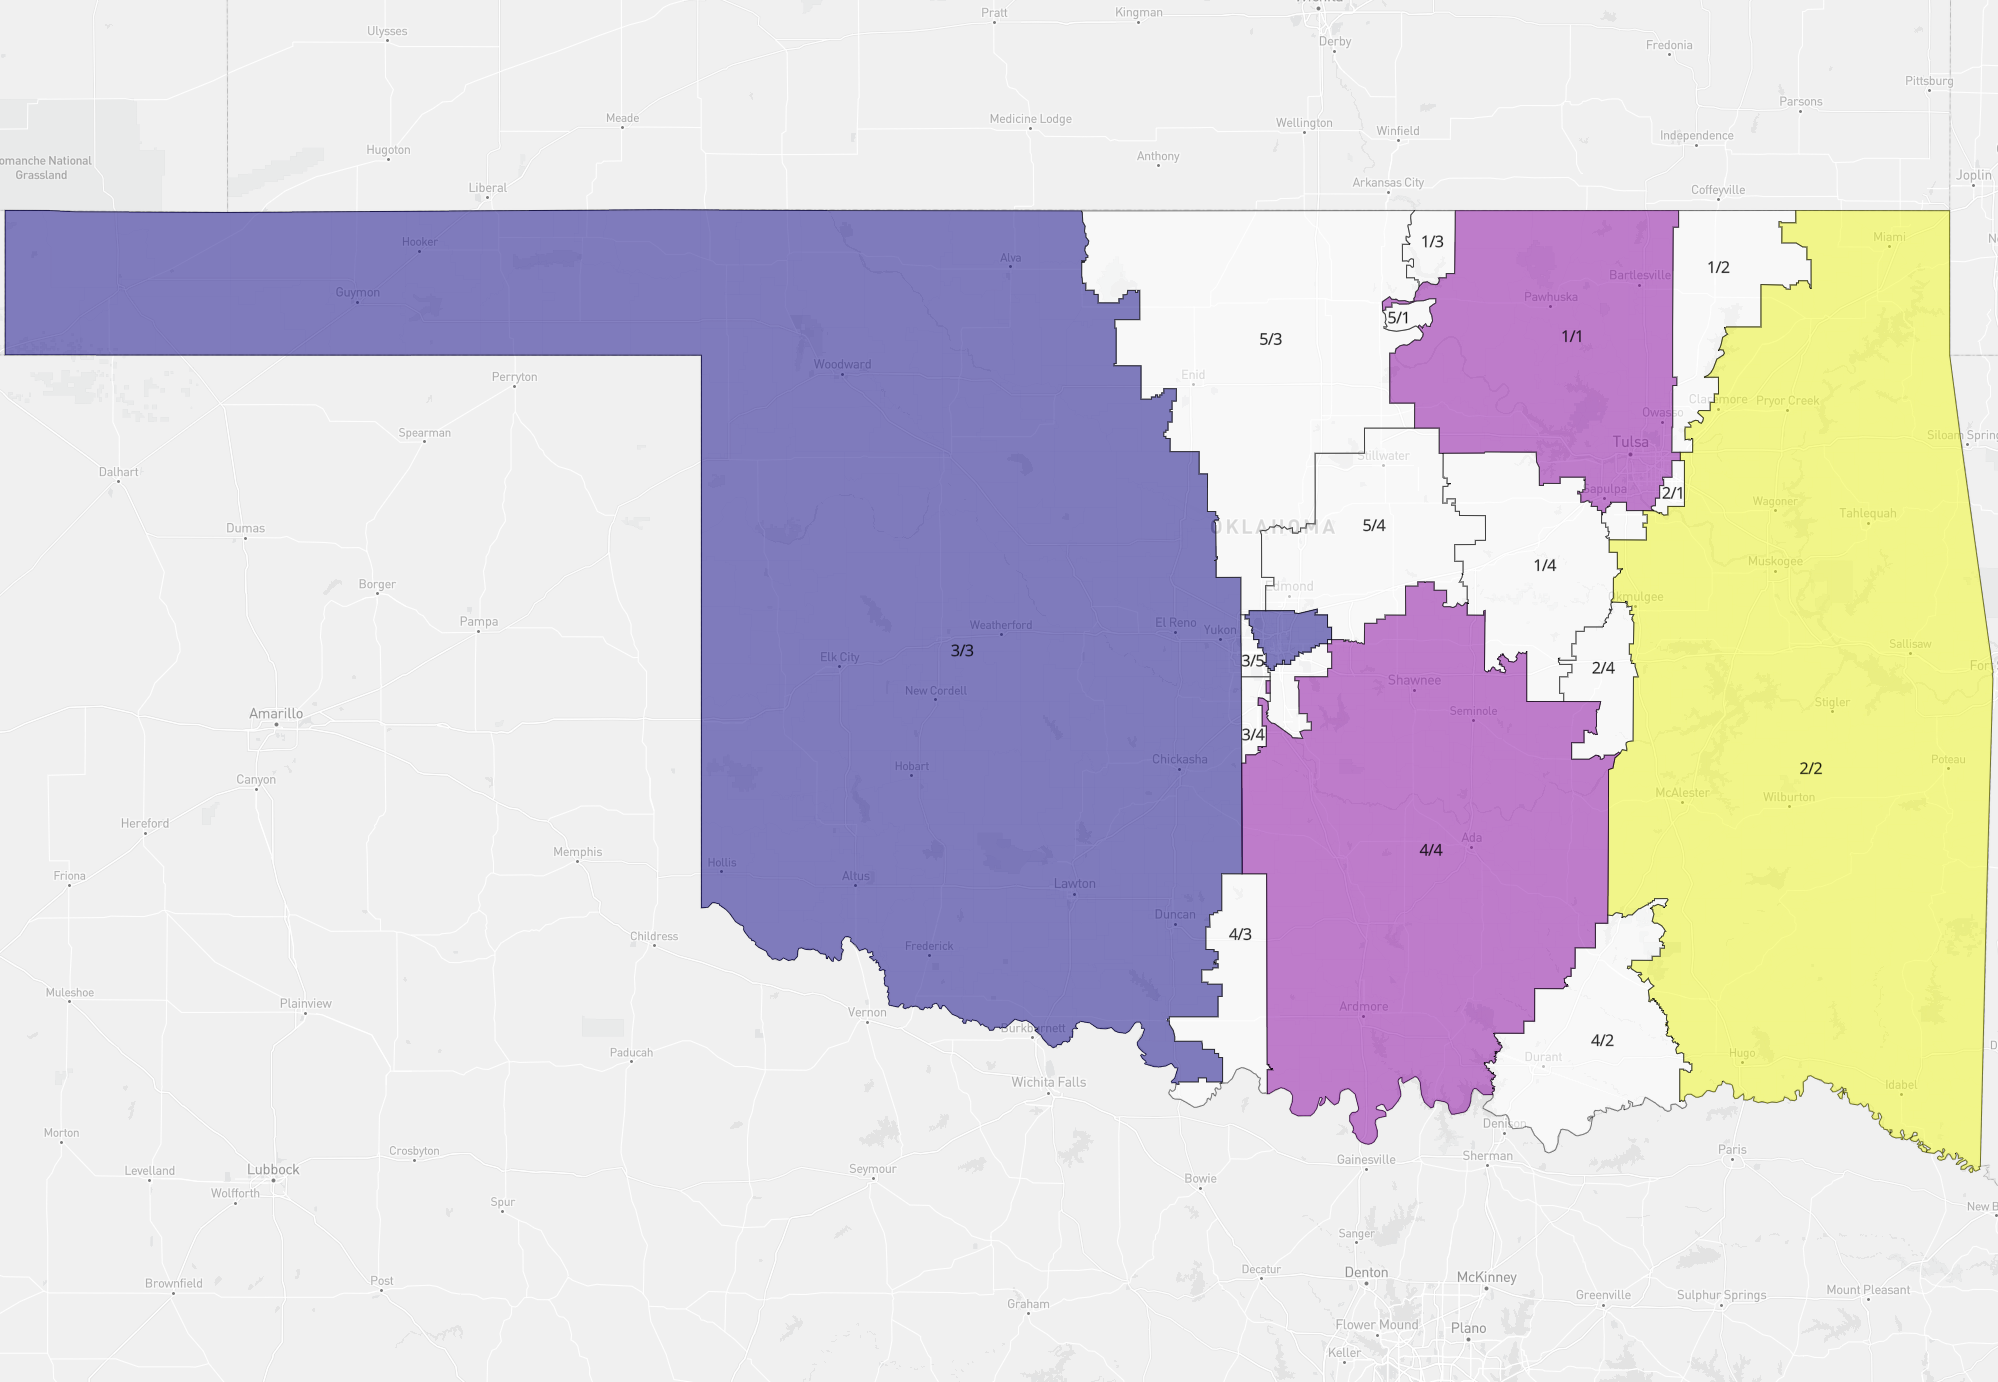 Pratt
Kingman
Ulysses
Derby
Fredonia
Pittsburg
Parsons
Meade
Medicine Lodge
Wellington
Winfield
Independence
Hugoton
Anthony
omanche National
Grassland
Liberal
Arkansas City
Coffeyville
Joplin
Hooker
Alva
1/3
Miami
1/2
Bartlesville
Guymon
Pawhuska
5/1
1/1
5/3
Woodward
Enid
Perryton
Claremore
Pryor Creek
Owasso
Spearman
Siloam Spring
Tulsa
Stillwater
Dalhart
Sapulpa
2/1
Wagoner
Tahlequah
Dumas
OKLAHOMA
5/4
1/4
Muskogee
Borger
Edmond
Okmulgee
Pampa
Weatherford
El Reno
Yukon
Sallisaw
3/3
Elk City
3/5
2/4
For
New Cordell
Shawnee
Stigler
Amarillo
Seminole
3/4
Canyon
Hobart
Chickasha
2/2
Poteau
McAlester
Wilburton
Hereford
4/4
Ada
Memphis
Hollis
Friona
Altus
Lawton
Duncan
4/3
Childress
Frederick
Muleshoe
Plainview
Vernon
Ardmore
Burkburnett
4/2
Paducah
Durant
Hugo
Wichita Falls
Idabel
Morton
Denison
Crosbyton
Gainesville
Sherman
Paris
Levelland
Lubbock
Seymour
Bowie
Wolfforth
Spur
New B
Sanger
Decatur
Denton
McKinney
Brownfield
Post
Greenville
Sulphur Springs
Mount Pleasant
Graham
Flower Mound
Plano
Keller